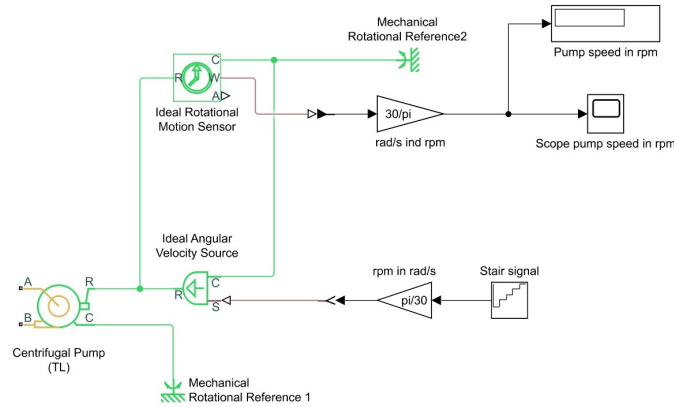 Mechanical
Rotational Reference2
Pump speed in rpm
C
R
W
A
Ideal Rotational
Motion Sensor
30/pi
rad/s ind rpm
Scope pump speed in rpm
Ideal Angular
Velocity Source
C
R
S
rpm in rad/s
pi/30
Stair signal
A
R
B
C
Centrifugal Pump
(TL)
Mechanical
Rotational Reference 1